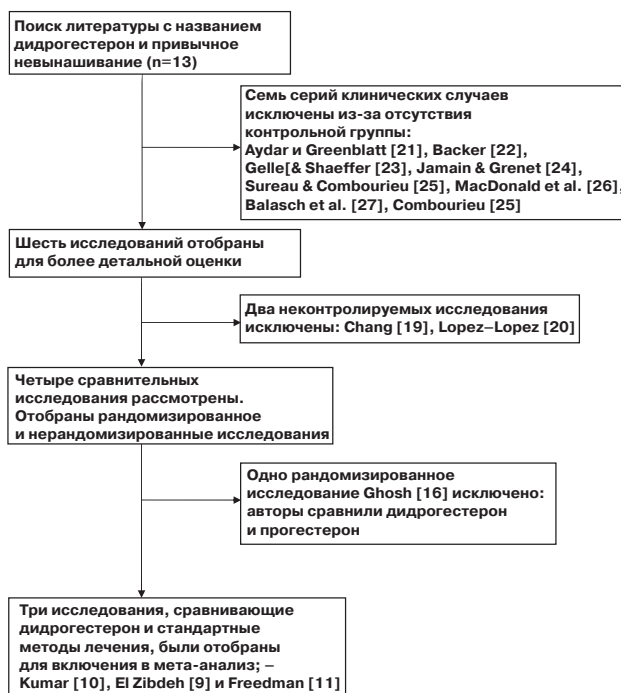 Поиск литературы с названием
дидрогестерон и привычное
невынашивание (n=13)
Семь серий клинических случаев
исключены из-за отсутствия
контрольной группы:
Aydar и Greenblatt [21], Backer [22],
Gelle[& Shaeffer [23], Jamain & Grenet [24],
Sureau & Combourieu [25], MacDonald et al. [26],
Balasch et al. [27], Combourieu [25]
Шесть исследований отобраны
для более детальной оценки
Два неконтролируемых исследования
исключены: Chang [19], Lopez–Lopez [20]
Четыре сравнительных
исследования рассмотрены.
Отобраны рандомизированное
и нерандомизированные исследования
Одно рандомизированное
исследование Ghosh [16] исключено:
авторы сравнили дидрогестерон
и прогестерон
Три исследования, сравнивающие
дидрогестерон и стандартные
методы лечения, были отобраны
для включения в мета-анализ; –
Kumar [10], El Zibdeh [9] и Freedman [11]